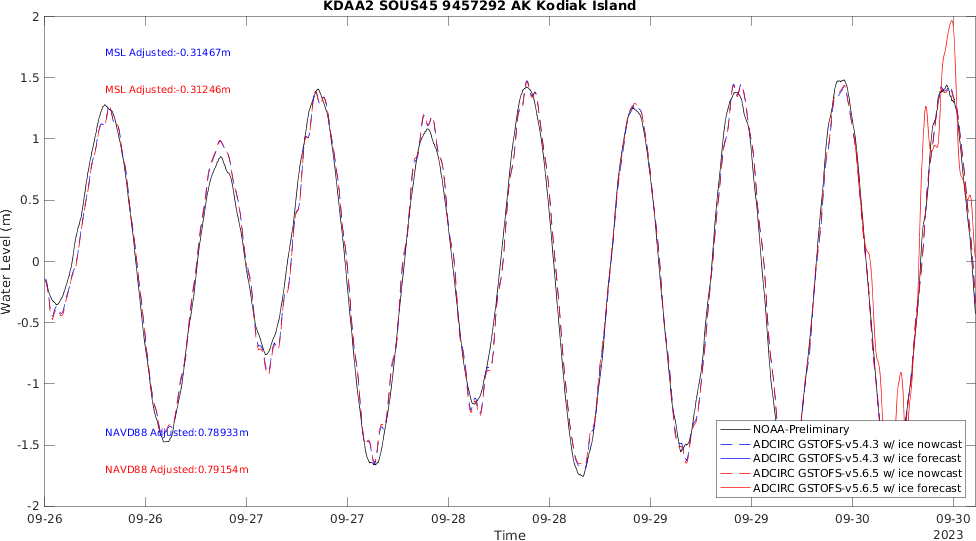 KDAA2 SOUS45 9457292 AK Kodiak Island
2
1.5
1
0.5
0
-0.5
-1
-1.5
-2
Water Level (m)
MSL Adjusted:-0.31467m
MSL Adjusted:-0.31246m
NAVD88 Adjusted:0.78933m
NAVD88 Adjusted:0.79154m
NOAA-Preliminary
ADCIRC GSTOFS-v5.4.3 w/ ice nowcast
ADCIRC GSTOFS-v5.4.3 w/ ice forecast
ADCIRC GSTOFS-v5.6.5 w/ ice nowcast
ADCIRC GSTOFS-v5.6.5 w/ ice forecast
09-26 09-26 09-27 09-27 09-28 09-28 09-29 09-29 09-30 09-30
2023
Time